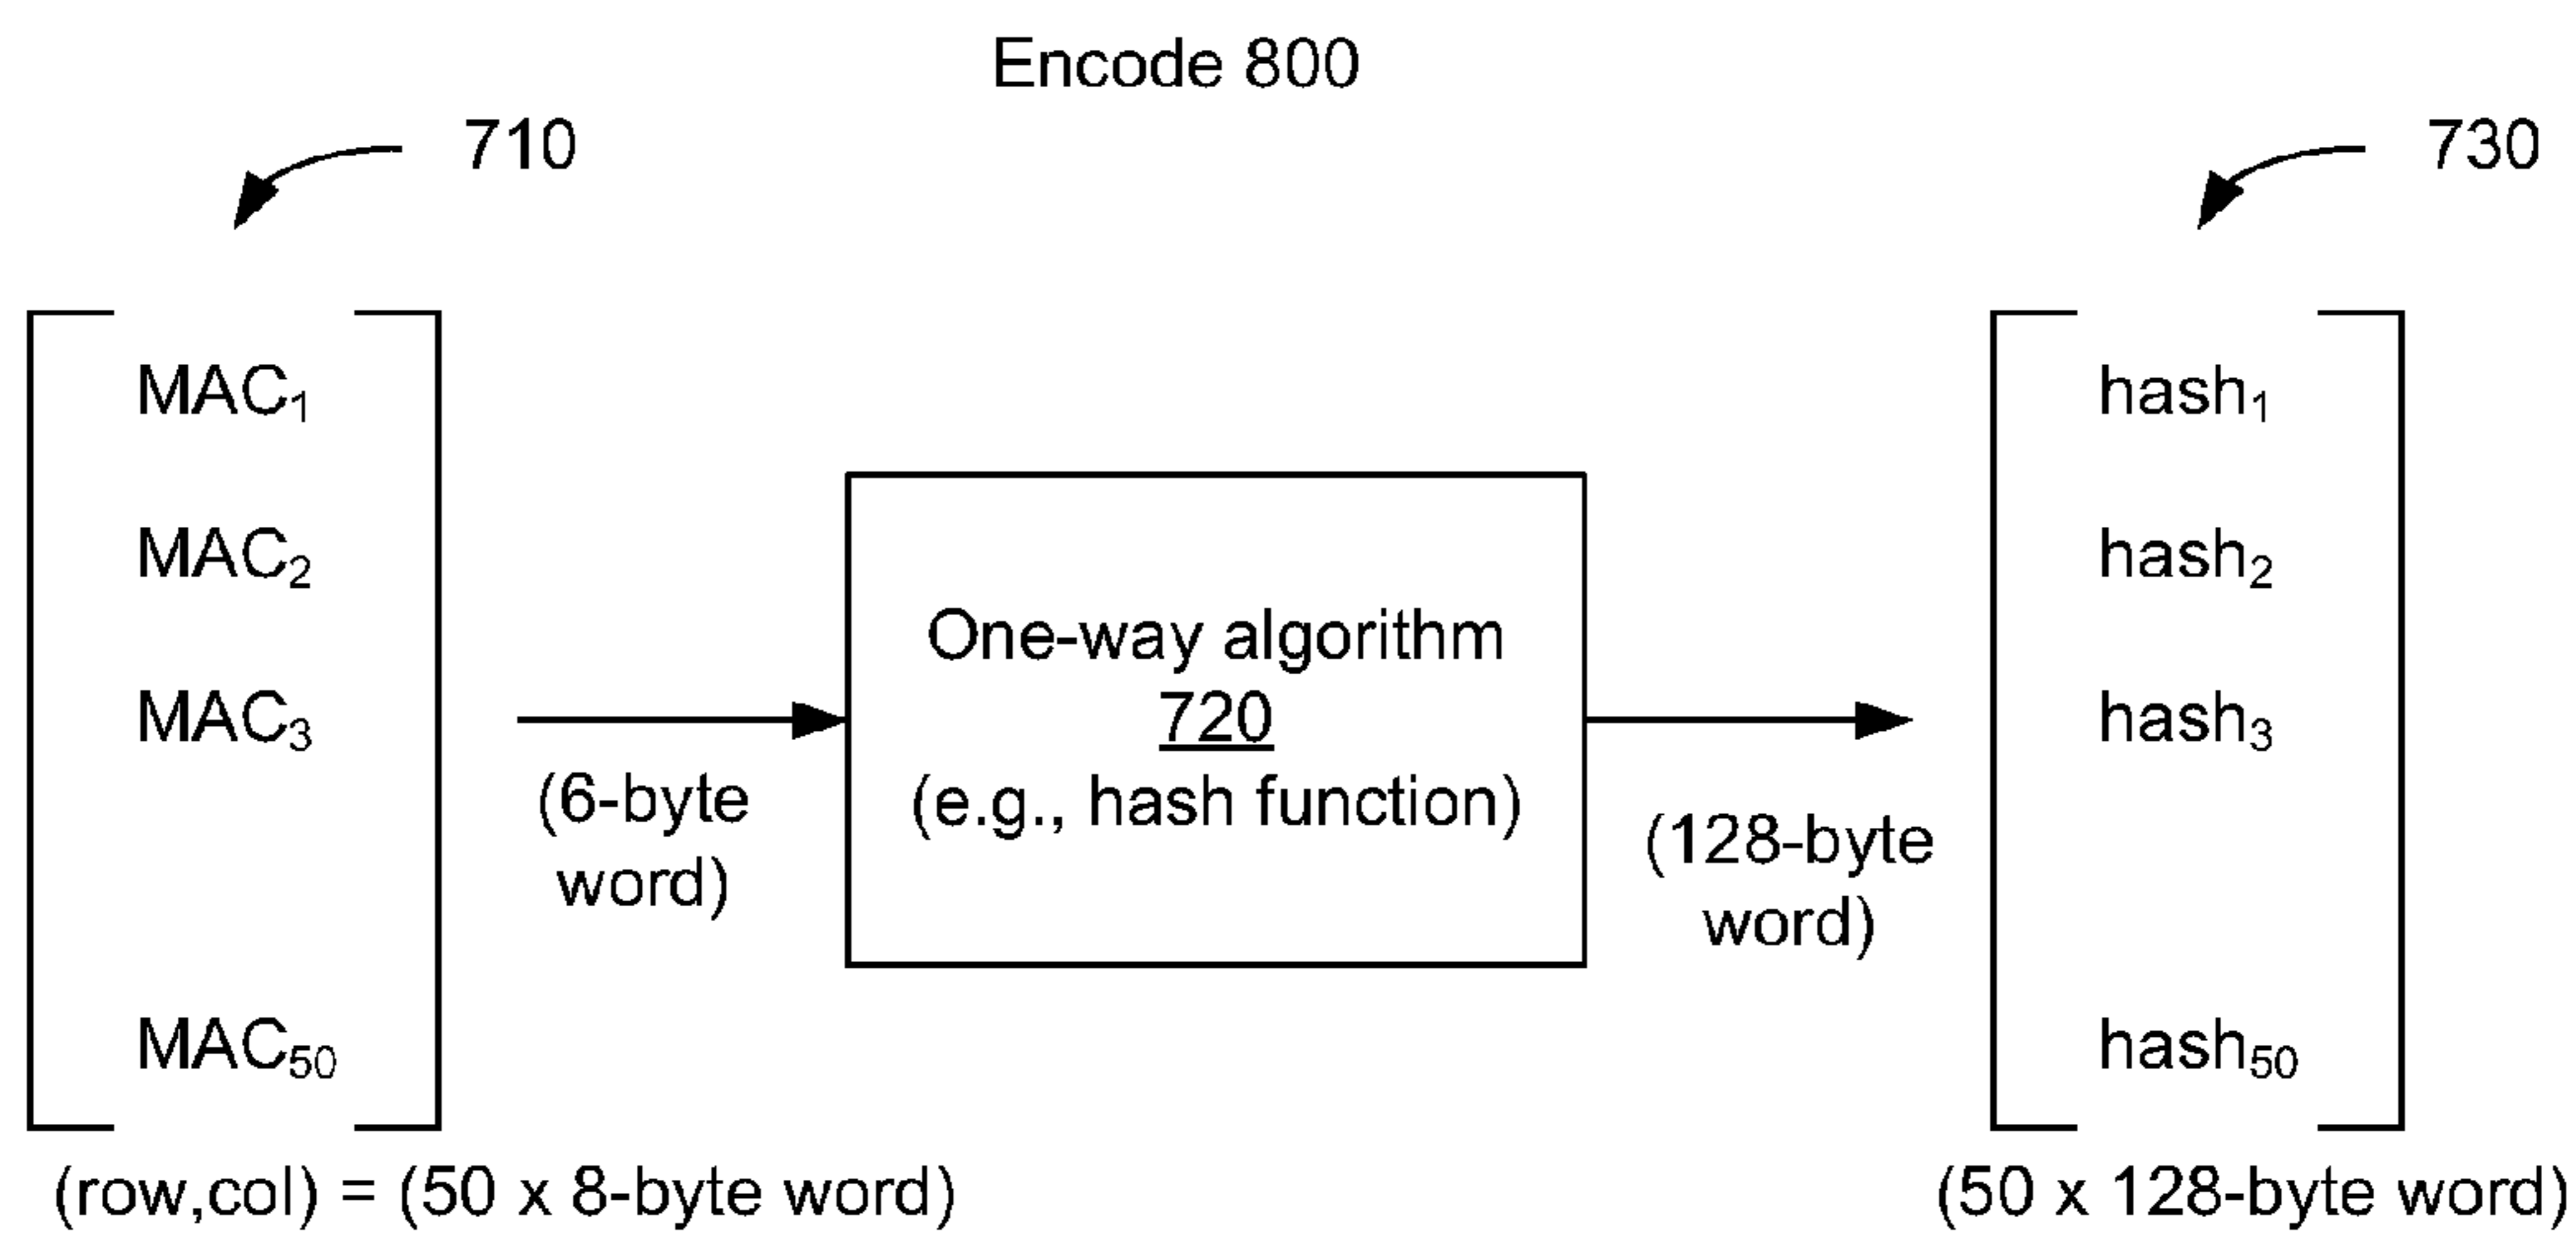 Encode 800
710
730
MAC₁
MAC₂
MAC₃
MAC₅₀
(row,col) = (50 x 8-byte word)
(6-byte
word)
One-way algorithm
720
(e.g., hash function)
(128-byte
word)
hash₁
hash₂
hash₃
hash₅₀
(50 x 128-byte word)